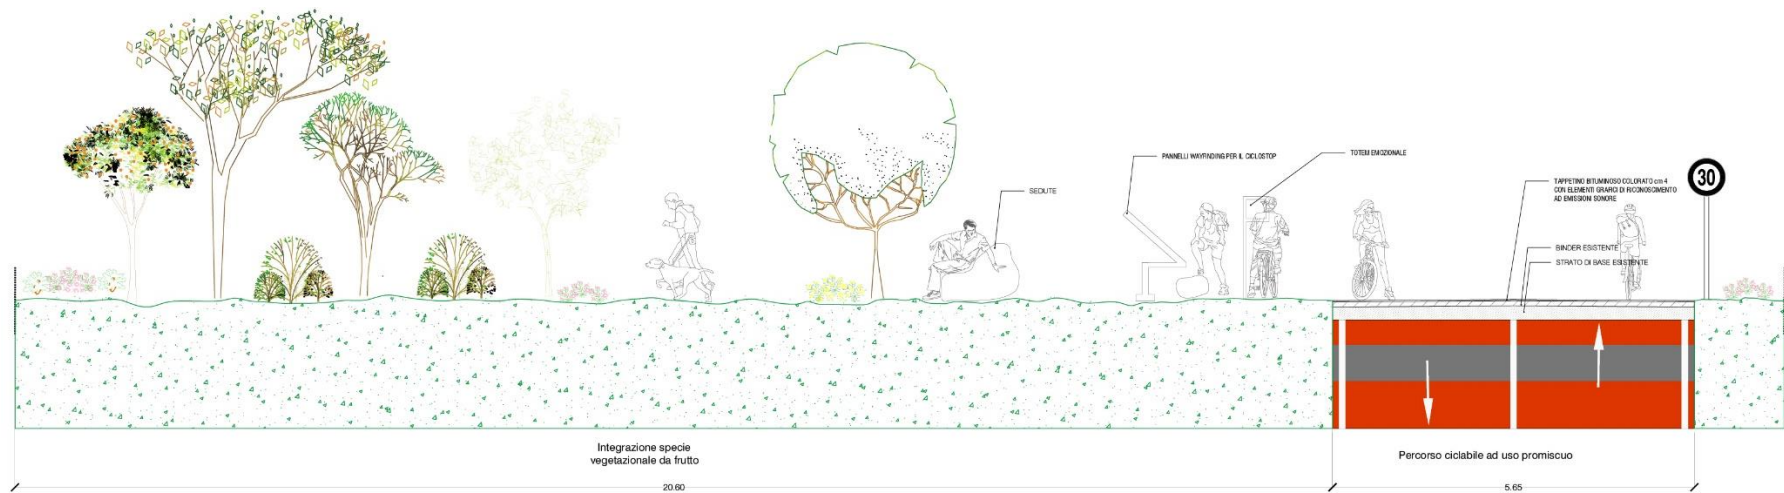 PANNELLI WAYFINDING PER IL CICLOSTOP
TOTEM EMOZIONALE
SEDUTE
TAPPETINO BITUMINOSO COLORATO cm 4
CON ELEMENTI GRAFICI DI RICONOSCIMENTO
AD EMISSIONI SONORE
30
BINDER ESISTENTE
STRATO DI BASE ESISTENTE
Integrazione specie
vegetazionale da frutto
Percorso ciclabile ad uso promiscuo
20.60
5.65